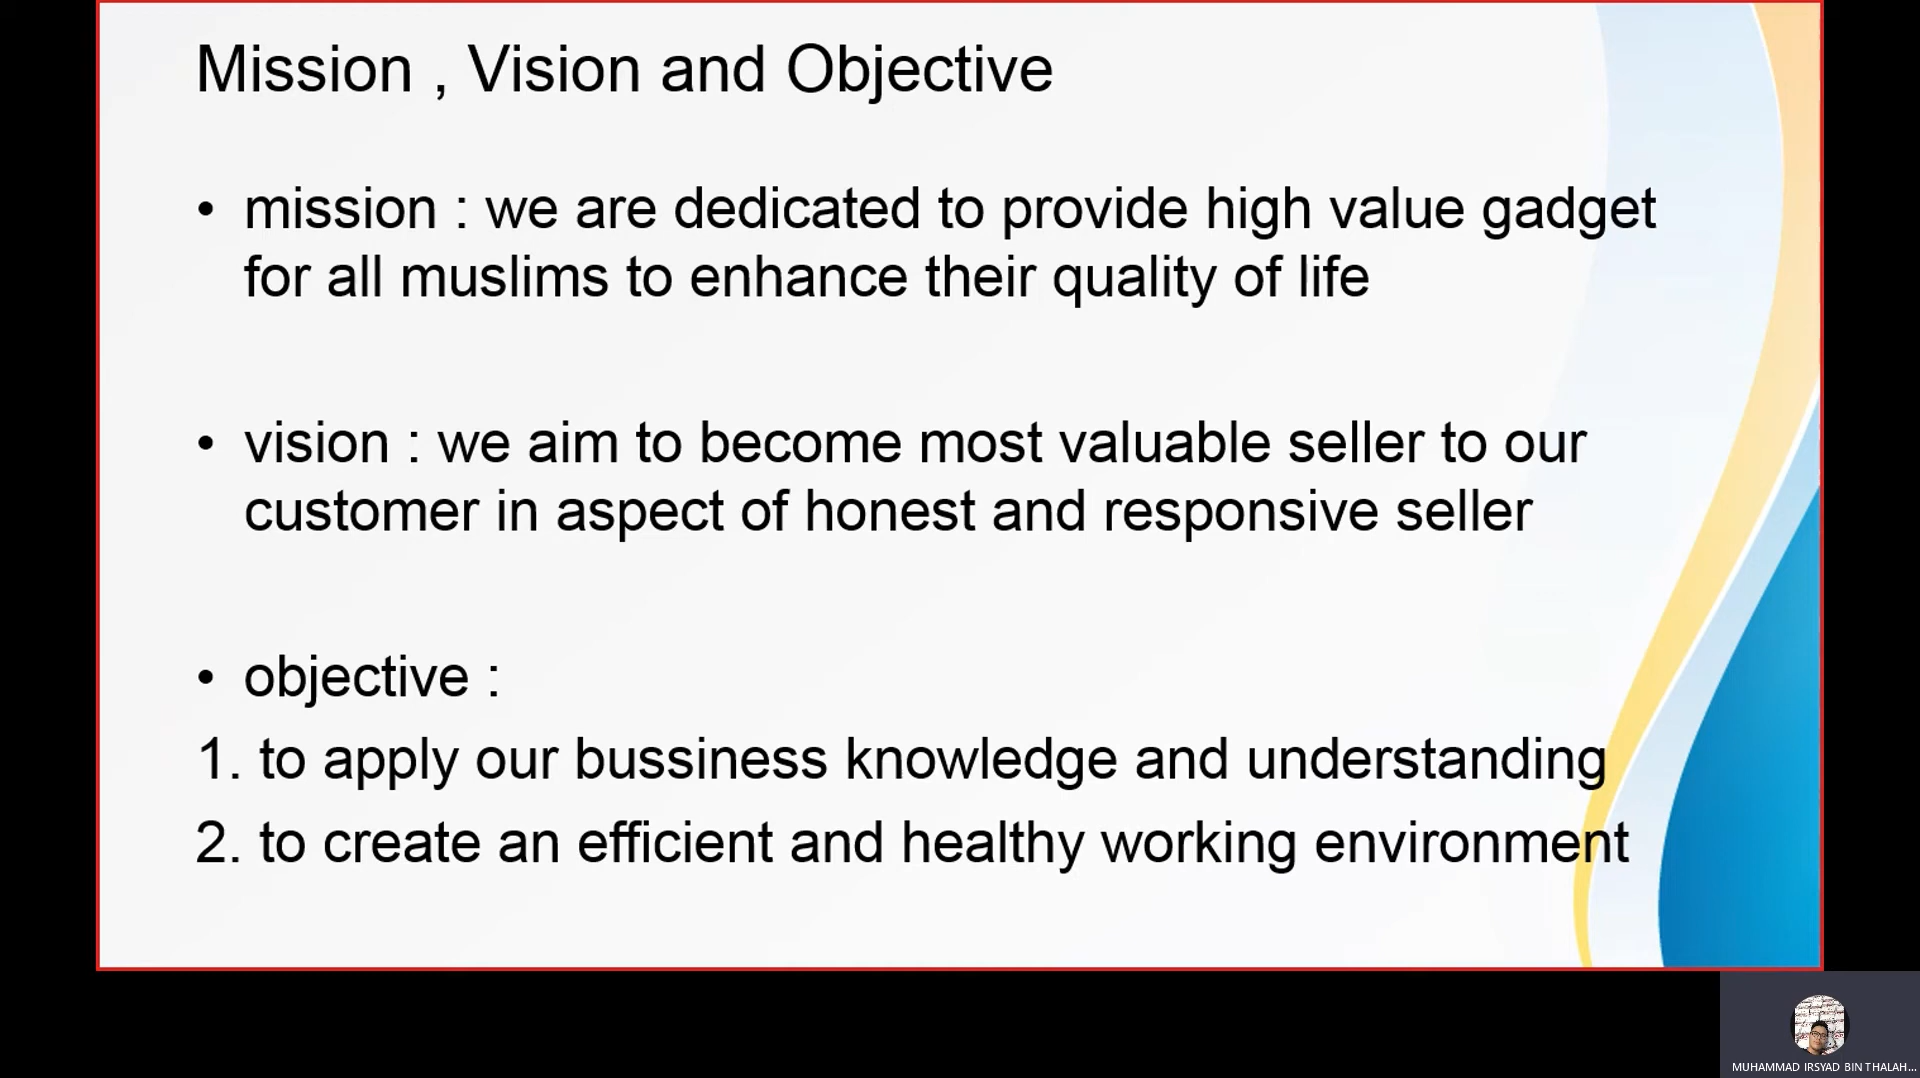 Mission , Vision and Objective
• mission : we are dedicated to provide high value gadget
for all muslims to enhance their quality of life
• vision : we aim to become most valuable seller to our
customer in aspect of honest and responsive seller
• objective :
1. to apply our bussiness knowledge and understanding
2. to create an efficient and healthy working environment
MUHAMMAD IRSYAD BIN THALAH...